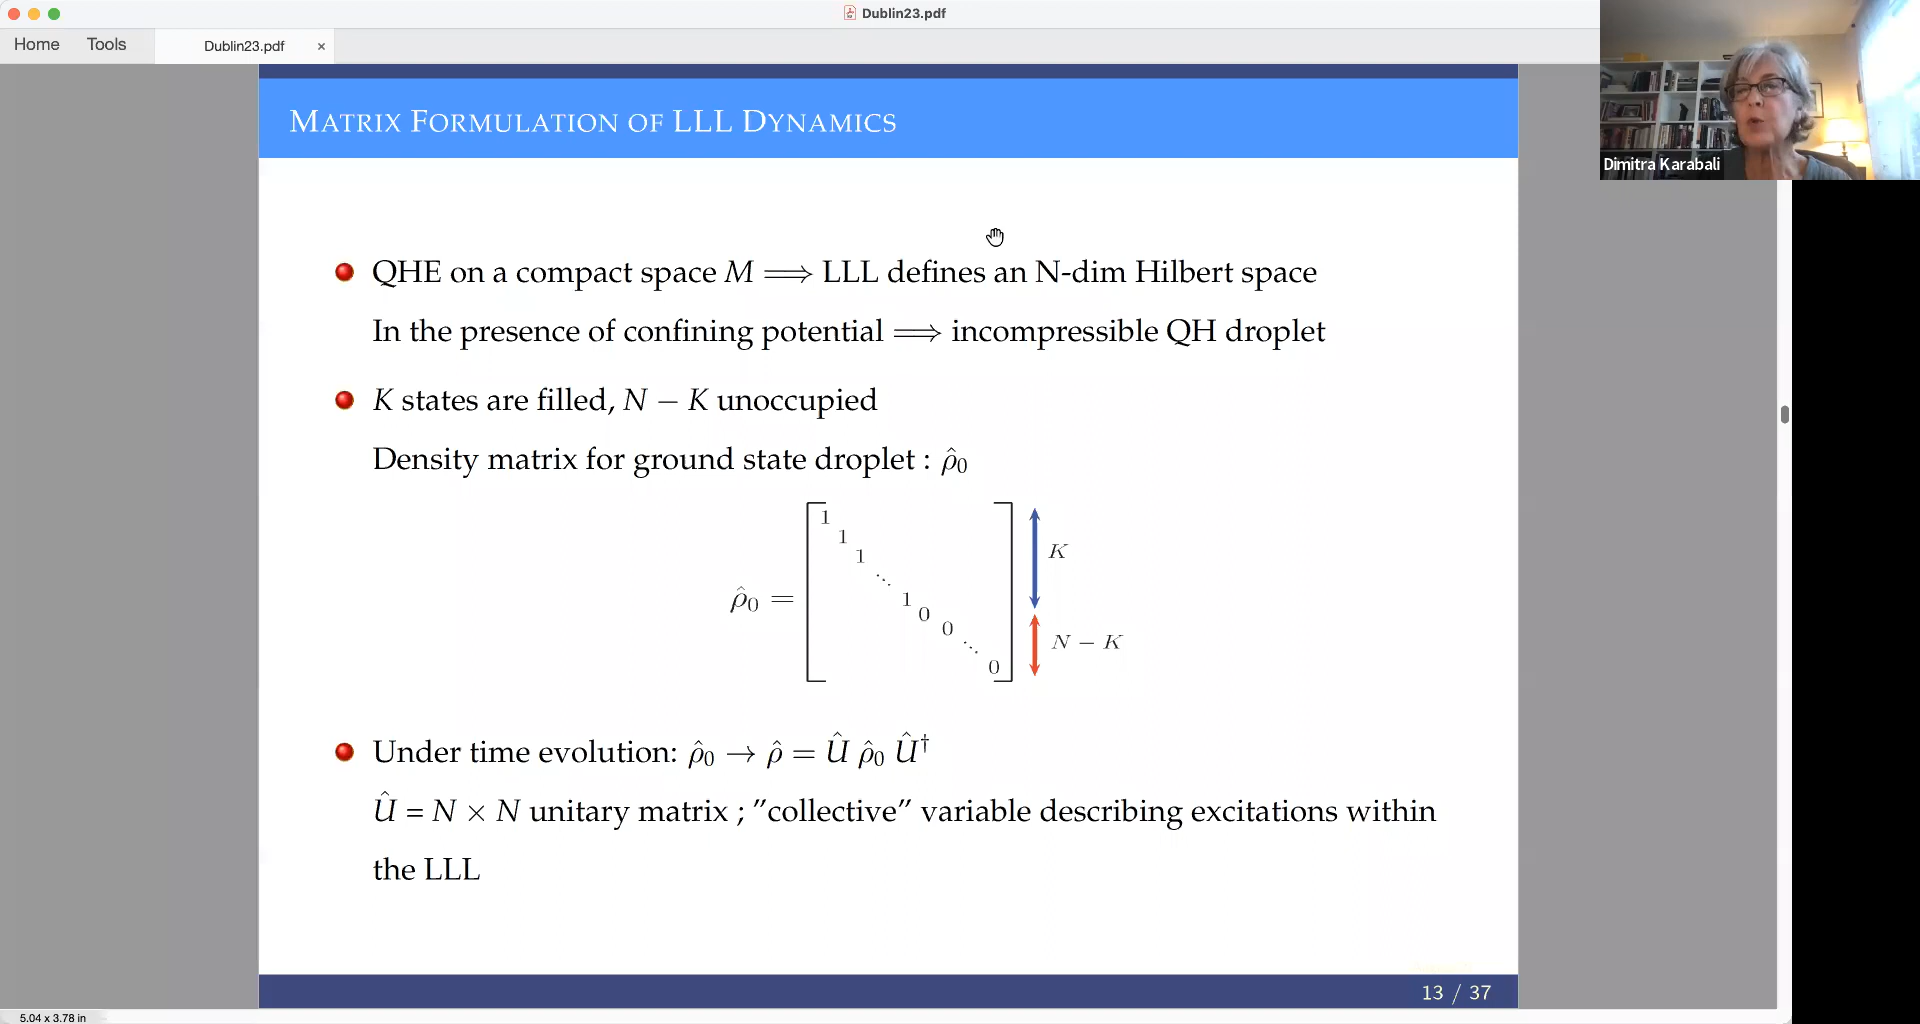 Dublin23.pdf
Home Tools Dublin23.pdf ×
Dimitra Karabali
MATRIX FORMULATION OF LLL DYNAMICS
QHE on a compact space M ⟹ LLL defines an N-dim Hilbert space
In the presence of confining potential ⟹ incompressible QH droplet
K states are filled, N − K unoccupied
Density matrix for ground state droplet : ρ̂₀
1
1
1
⋱
ρ̂₀ =
1
0
0
⋱
0
K
N − K
Under time evolution: ρ̂₀ → ρ̂ = Û ρ̂₀ Û†
Û = N × N unitary matrix ; ”collective” variable describing excitations within
the LLL
13 / 37
5.04 x 3.78 in